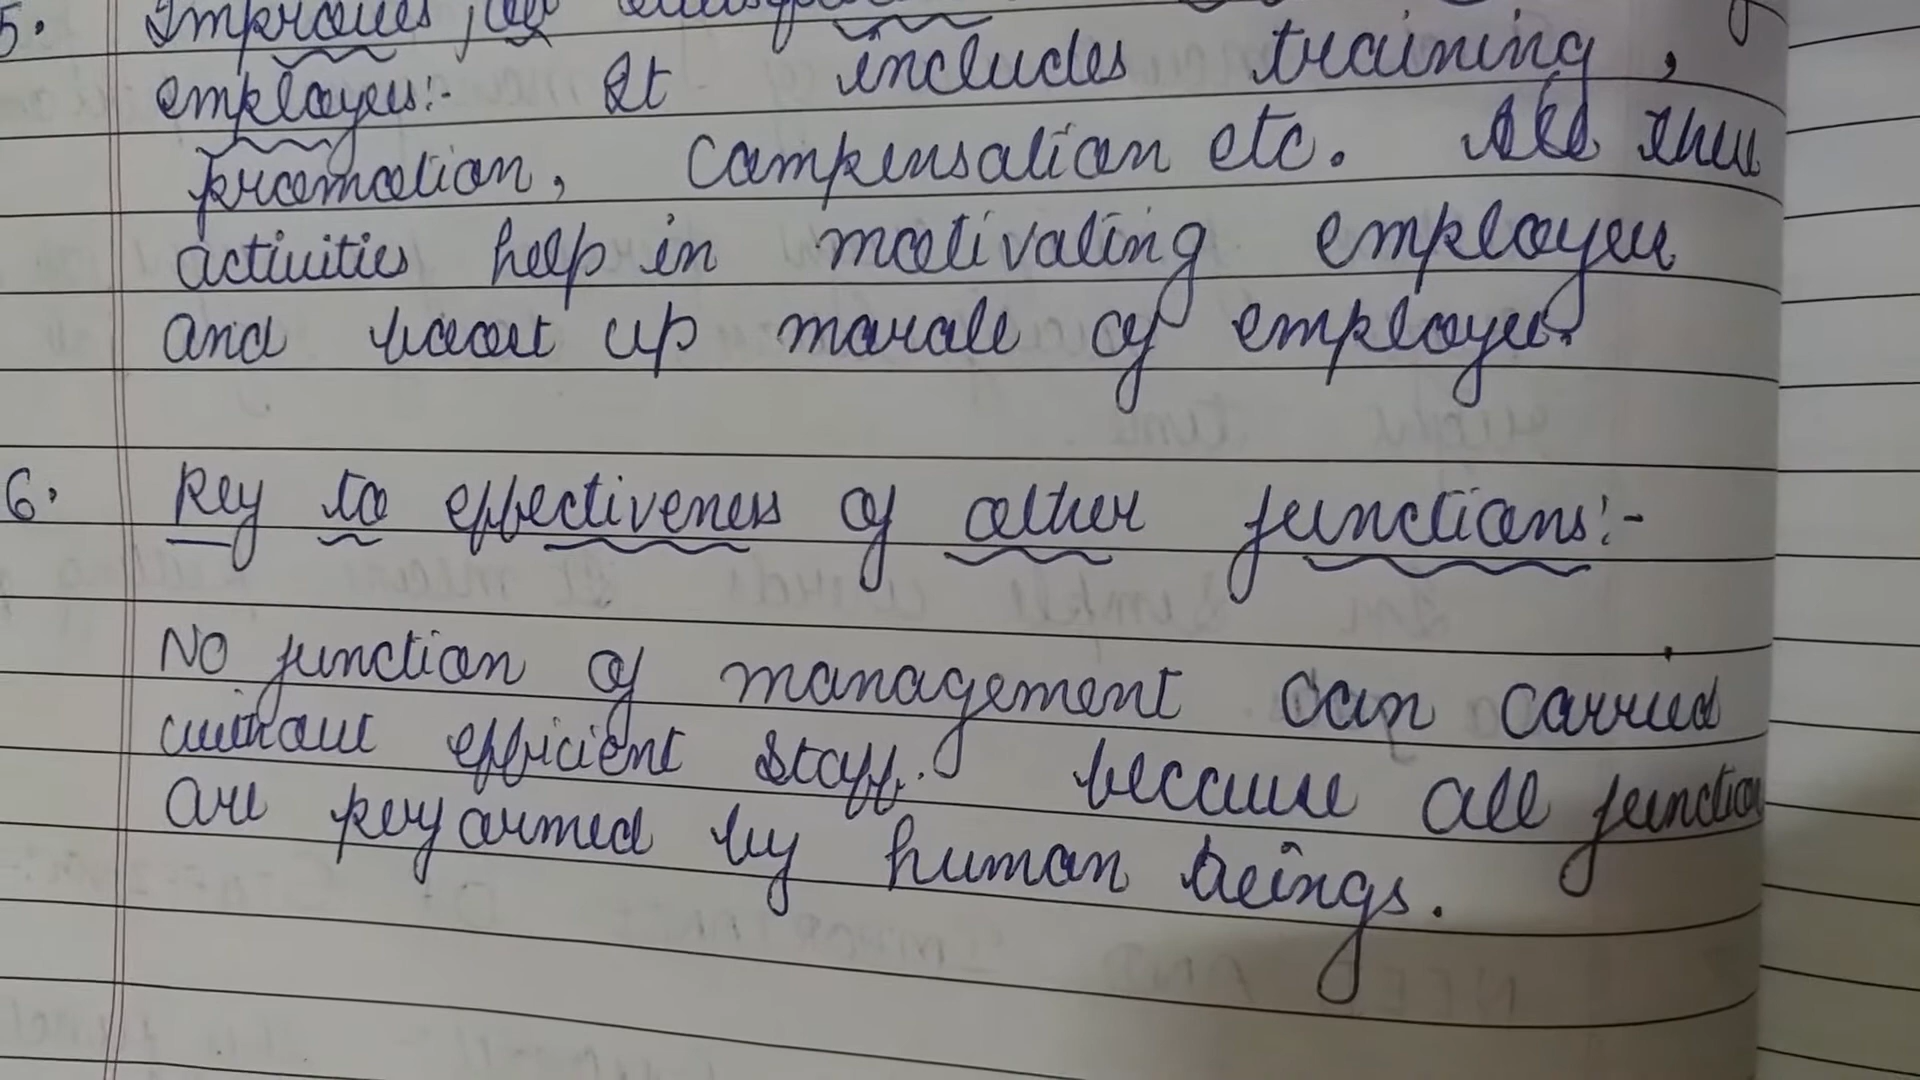 5. Improves job satisfaction of
employees:- It includes training,
promotion, compensation etc. All these
activities help in motivating employees
and boost up morale of employees.
6. Key to effectiveness of other functions:-
No function of management can carried
without efficient staff. because all function
are performed by human beings.